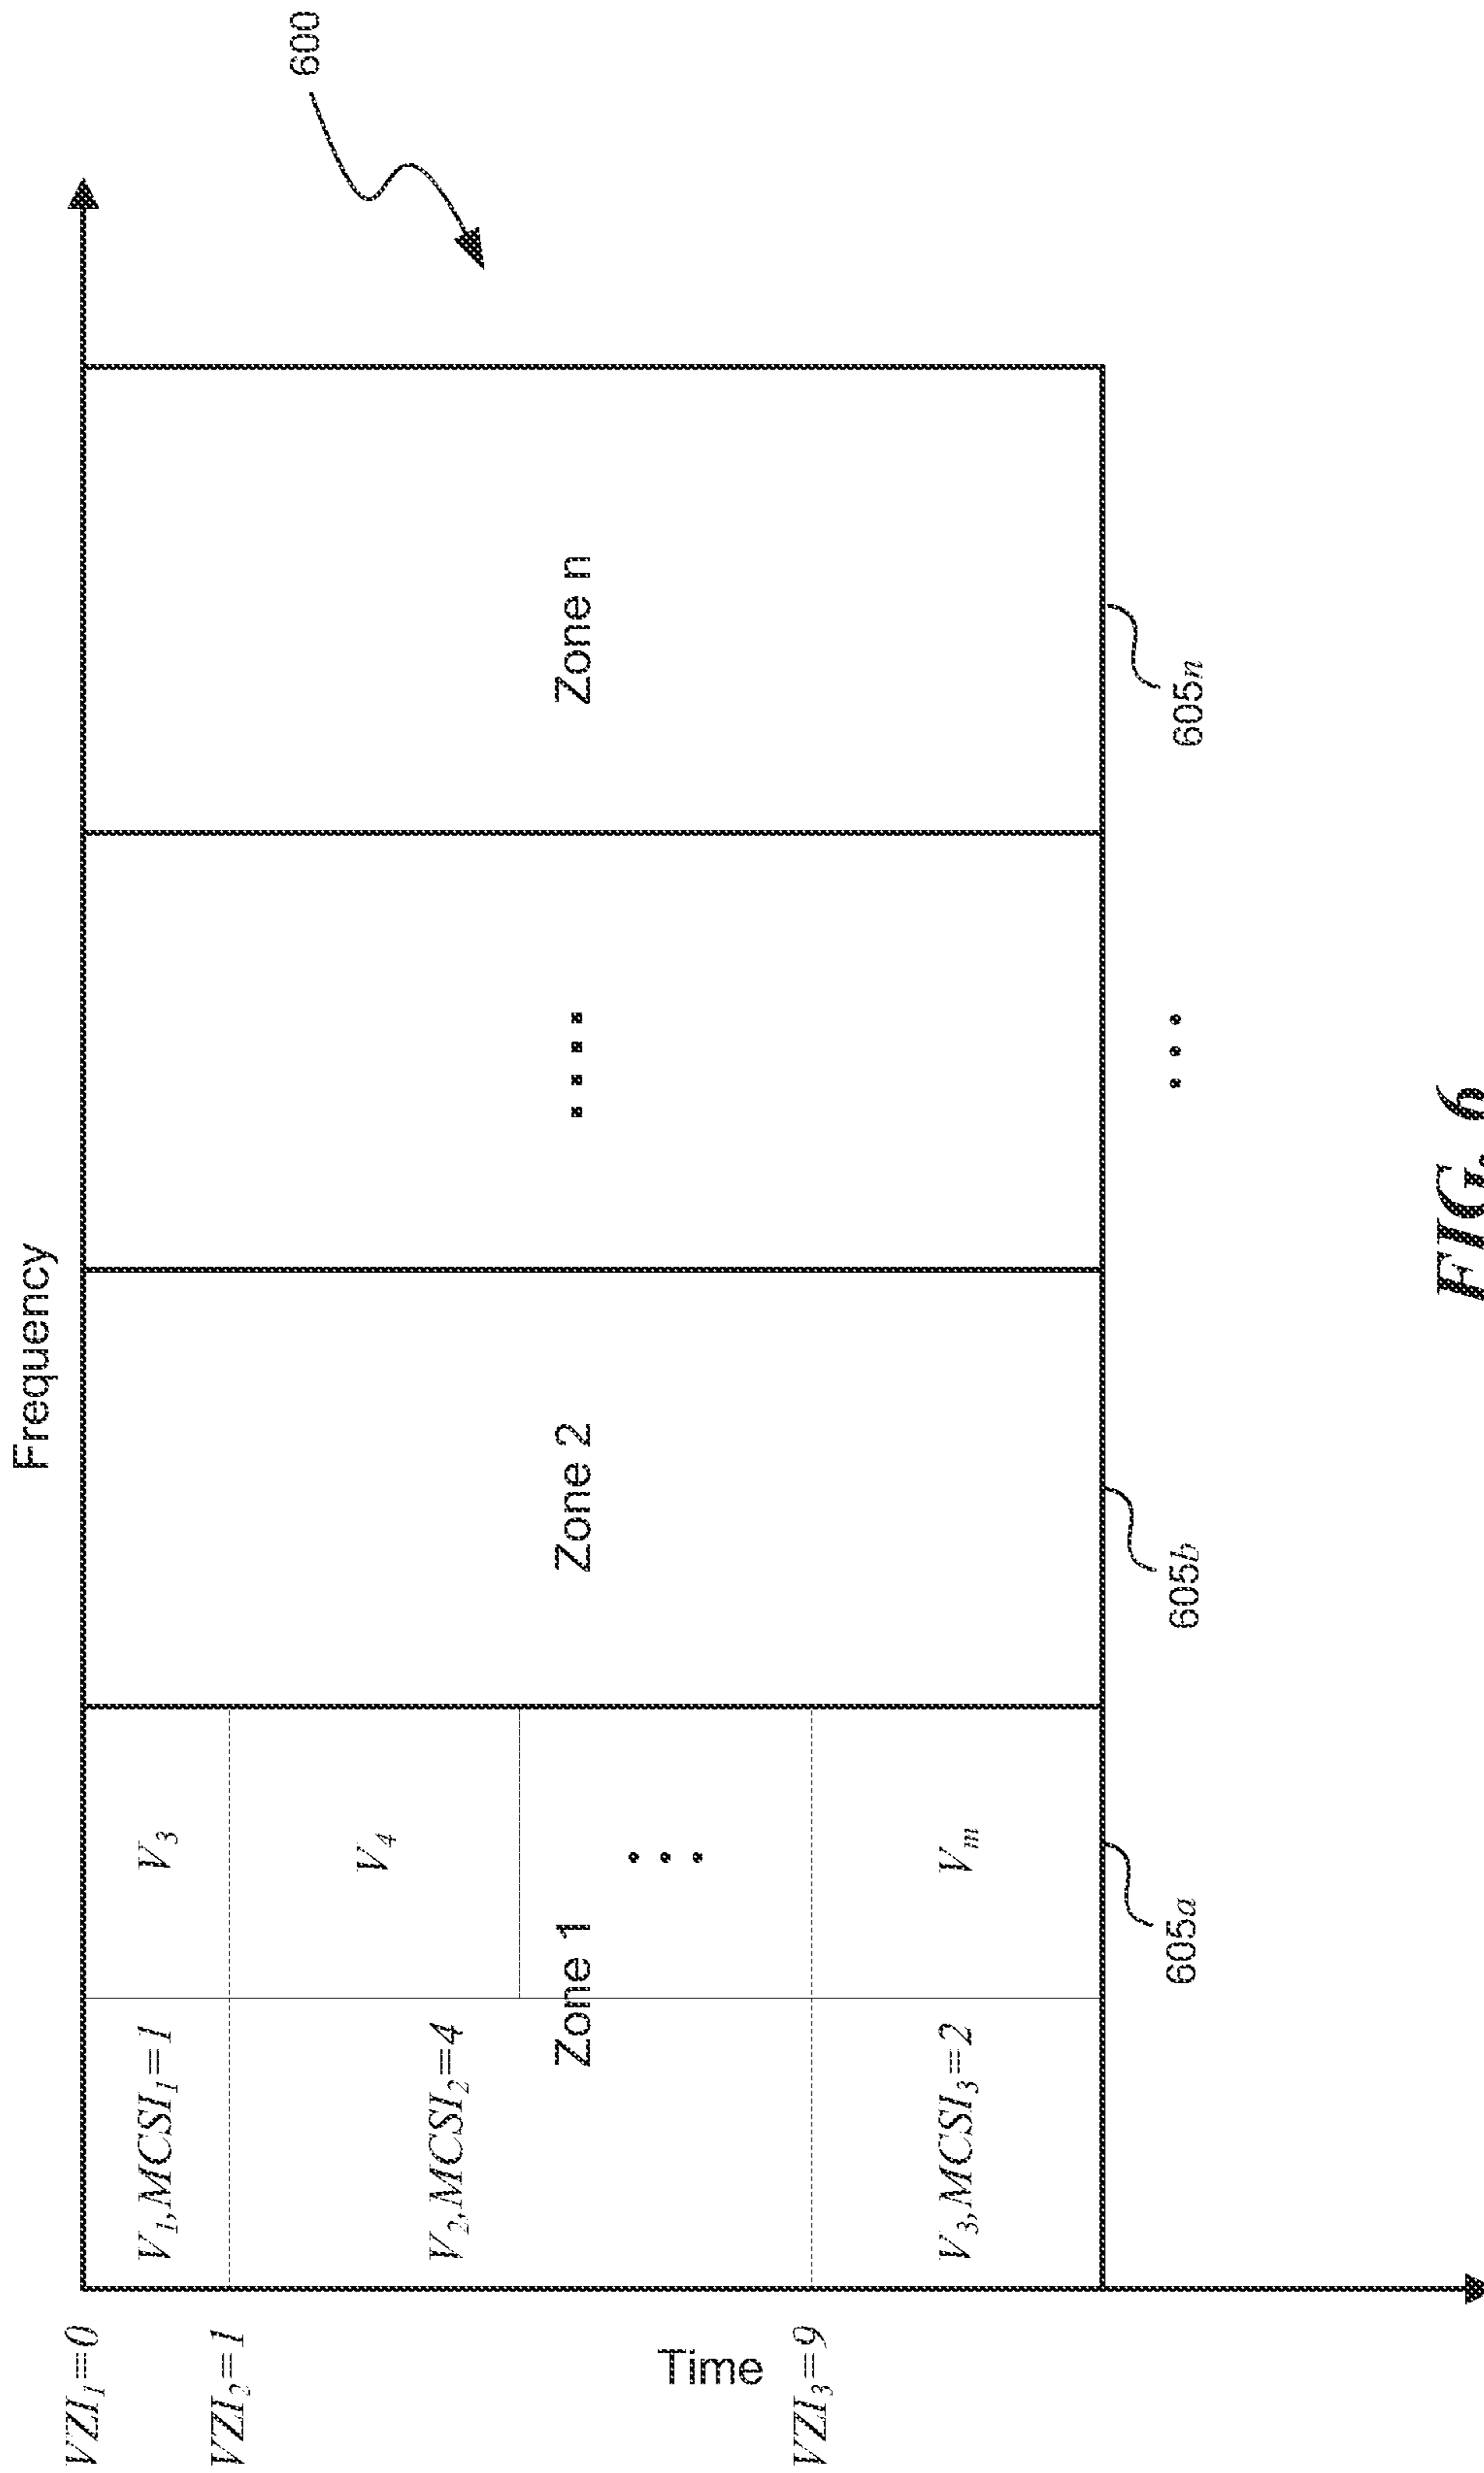 Frequency
600
VZI₁=0
VZI₂=1
Time
VZI₃=9
V₁,MCSI₁=1
V₃
V₂,MCSI₂=4
V₄
Zone 1
V₃,MCSI₃=2
Vₘ
Zone 2
Zone n
605a
605b
605n
FIG. 6